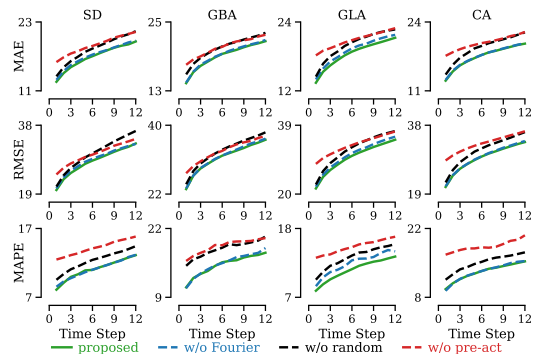 SD GBA GLA CA
MAE 23 11 25 13 24 12 24 11
0 3 6 9 12 0 3 6 9 12 0 3 6 9 12 0 3 6 9 12
RMSE 38 19 40 22 39 20 38 19
0 3 6 9 12 0 3 6 9 12 0 3 6 9 12 0 3 6 9 12
MAPE 17 7 22 9 18 7 22 8
0 3 6 9 12 0 3 6 9 12 0 3 6 9 12 0 3 6 9 12
Time Step Time Step Time Step Time Step
proposed w/o Fourier w/o random w/o pre-act